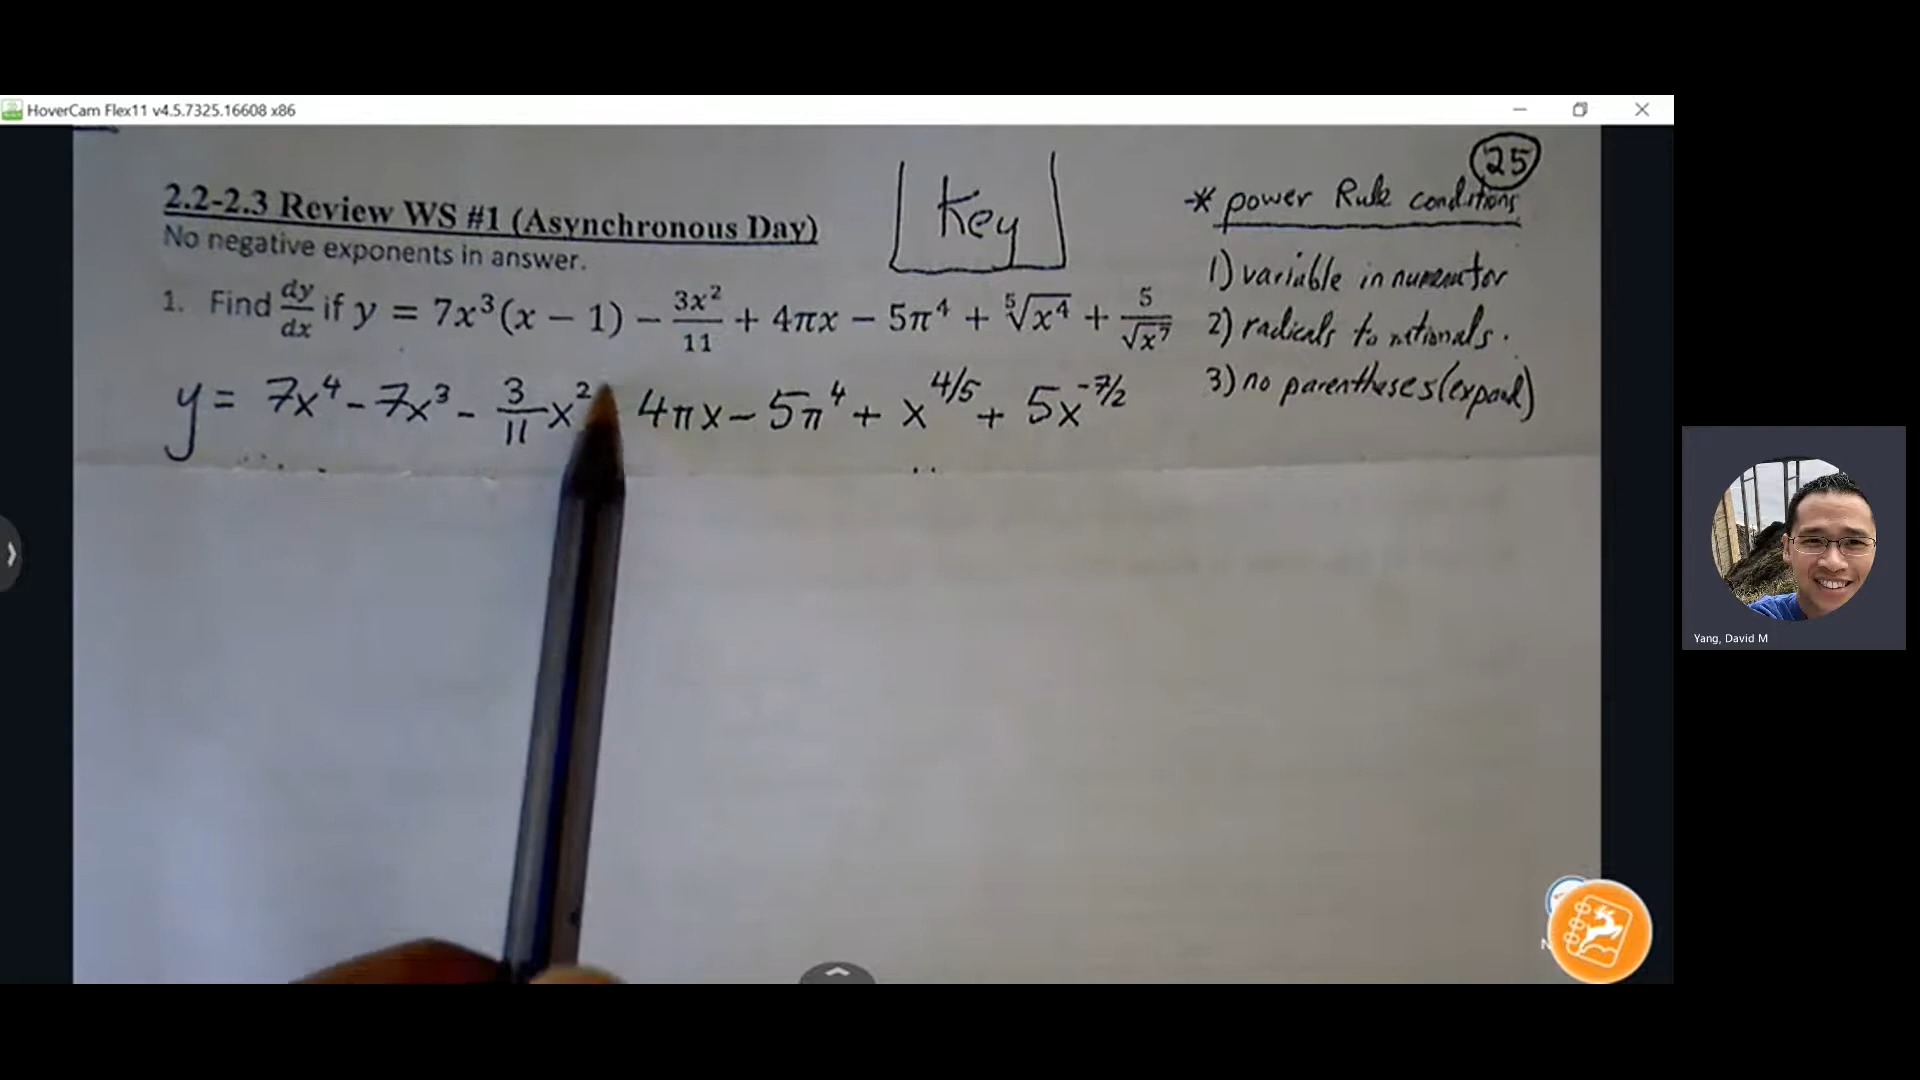 HoverCam Flex11 v4.5.7325.16608 x86
25
2.2-2.3 Review WS #1 (Asynchronous Day)
Key
* power Rule conditions
No negative exponents in answer.
1) variable in numerator
1. Find dy/dx if y = 7x³(x − 1) − 3x²/11 + 4πx − 5π⁴ + ⁵√x⁴ + 5/√x⁷
2) radicals to rationals.
y = 7x⁴ − 7x³ − 3/11 x² 4πx − 5π⁴ + x^4/5 + 5x^-7/2
3) no parentheses (expand)
Yang, David M
N